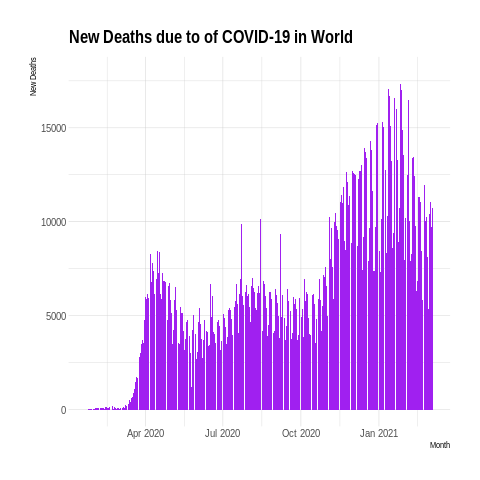 New Deaths due to of COVID-19 in World
New Deaths
15000
10000
5000
0
Apr 2020 Jul 2020 Oct 2020 Jan 2021
Month